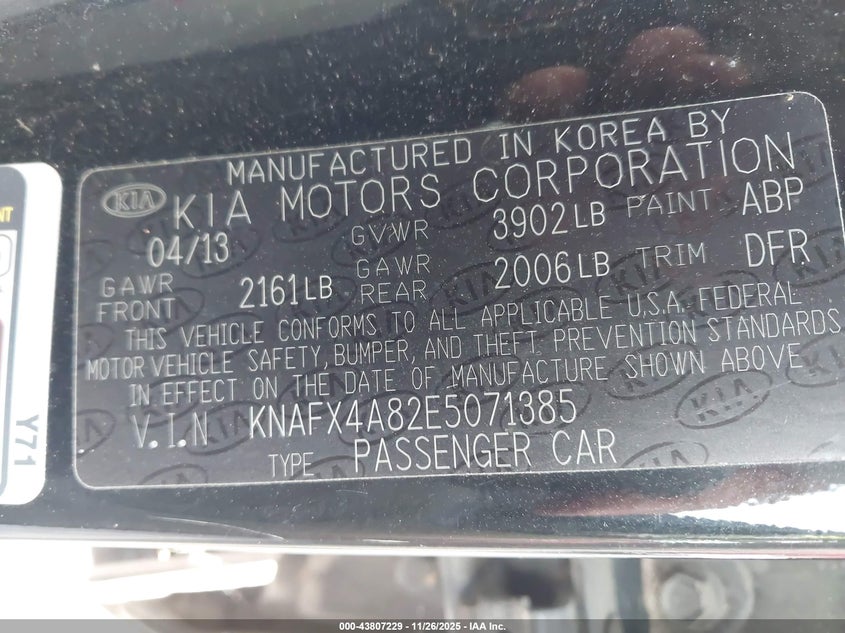 MANUFACTURED IN KOREA BY
KIA KIA MOTORS CORPORATION
04/13 GVWR 3902LB PAINT ABP
GAWR FRONT 2161LB GAWR REAR 2006LB TRIM DFR
THIS VEHICLE CONFORMS TO ALL APPLICABLE U.S.A. FEDERAL
MOTOR VEHICLE SAFETY, BUMPER, AND THEFT PREVENTION STANDARDS
IN EFFECT ON THE DATE OF MANUFACTURE SHOWN ABOVE
V.I.N KNAFX4A82E5071385
TYPE PASSENGER CAR
Y71
000-43807229 - 11/26/2025 - IAA Inc.